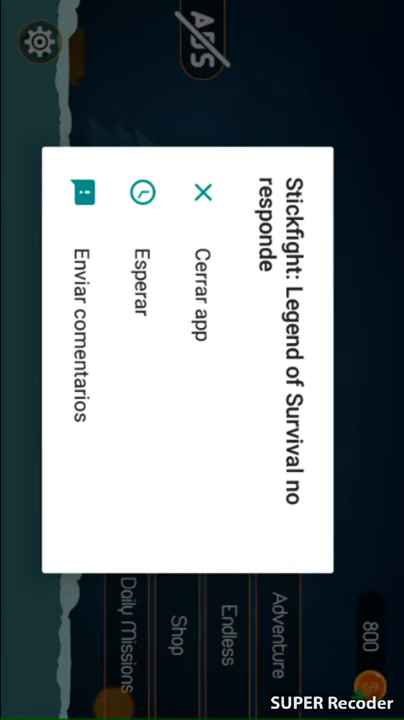 ADS
800
Stickfight: Legend of Survival no
responde
Cerrar app
Esperar
Enviar comentarios
Adventure
Endless
Shop
Daily Missions
SUPER Recoder